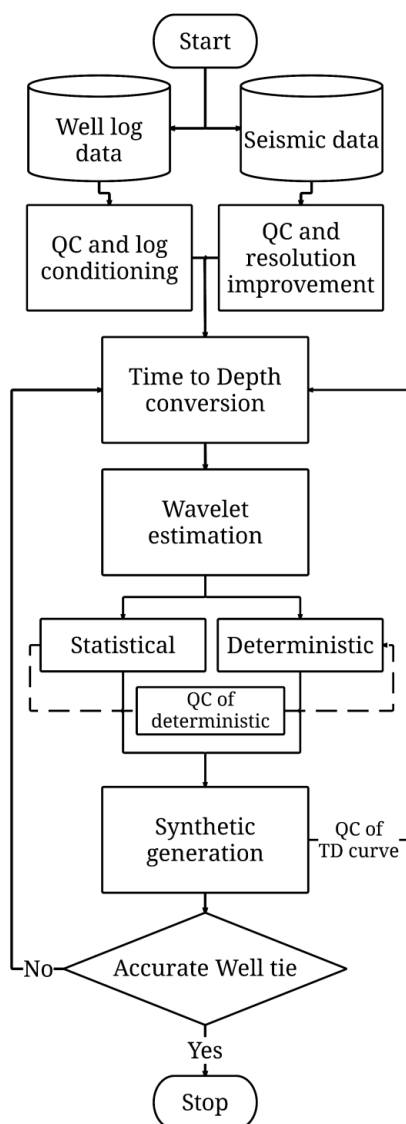 Start
Well log
data
Seismic data
QC and log
conditioning
QC and
resolution
improvement
Time to Depth
conversion
Wavelet
estimation
Statistical
Deterministic
QC of
deterministic
Synthetic
generation
QC of
TD curve
No
Accurate Well tie
Yes
Stop